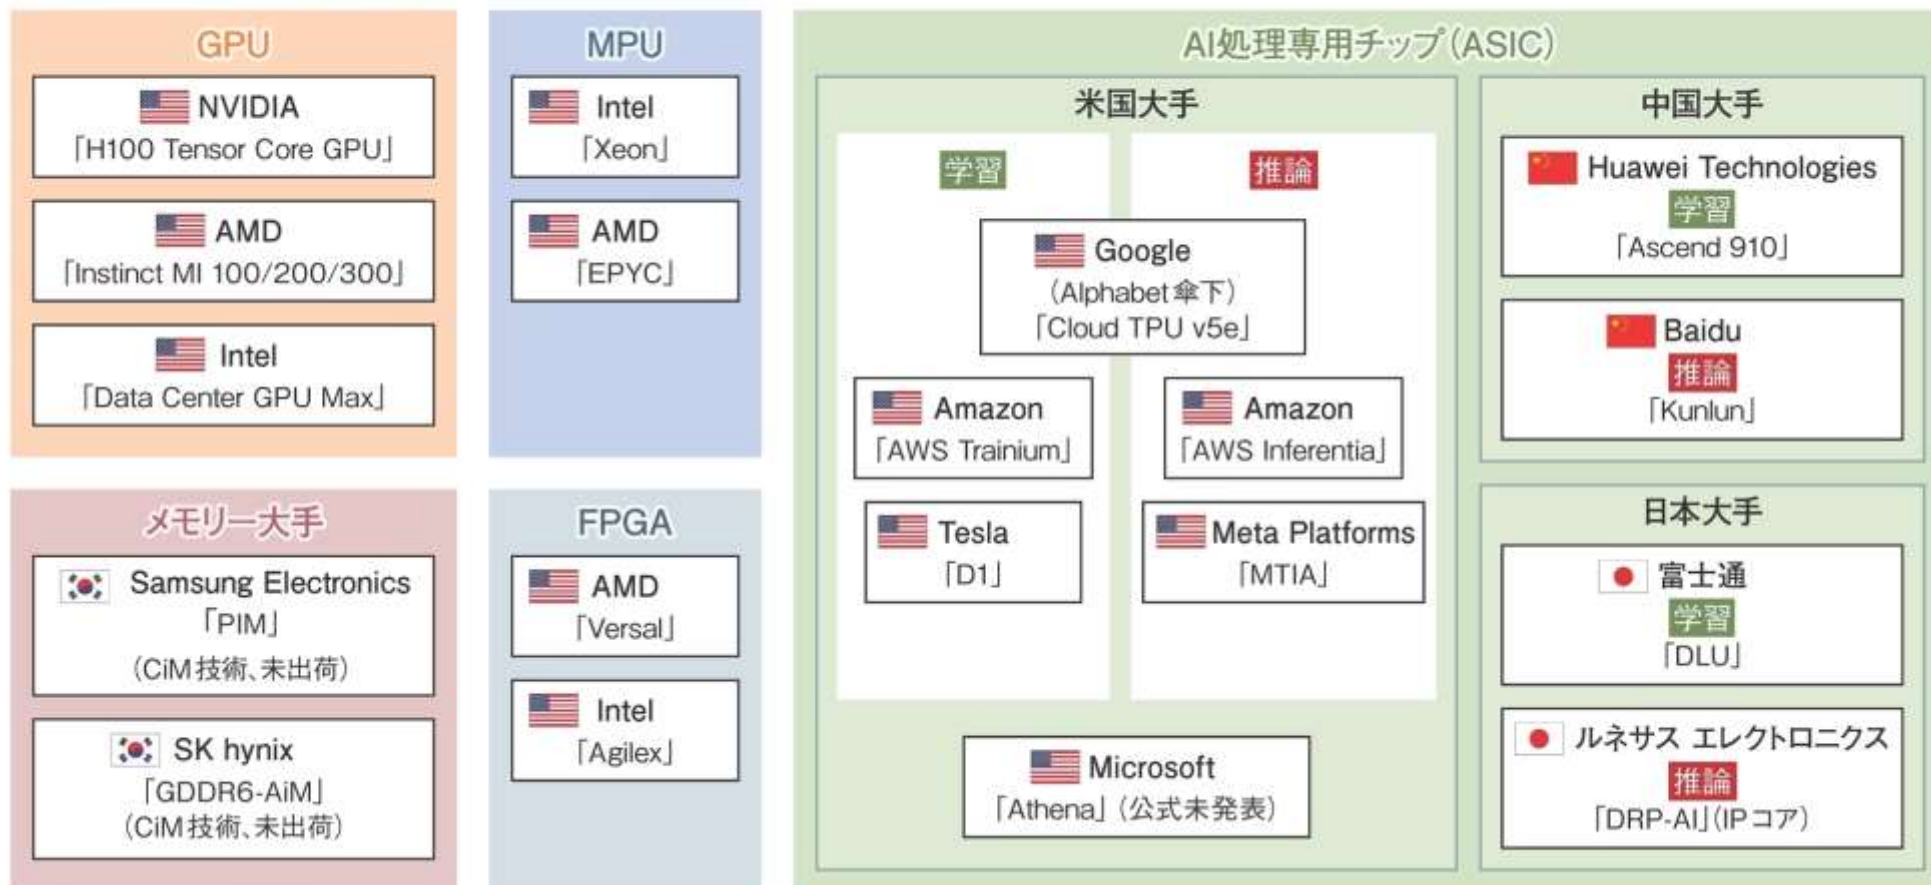 GPU
NVIDIA
「H100 Tensor Core GPU」
AMD
「Instinct MI 100/200/300」
Intel
「Data Center GPU Max」
MPU
Intel
「Xeon」
AMD
「EPYC」
メモリー大手
Samsung Electronics
「PIM」
(CiM技術、未出荷)
SK hynix
「GDDR6-AiM」
(CiM技術、未出荷)
FPGA
AMD
「Versal」
Intel
「Agilex」
AI処理専用チップ(ASIC)
米国大手
学習
推論
Google
(Alphabet傘下)
「Cloud TPU v5e」
Amazon
「AWS Trainium」
Amazon
「AWS Inferentia」
Tesla
「D1」
Meta Platforms
「MTIA」
Microsoft
「Athena」(公式未発表)
中国大手
Huawei Technologies
学習
「Ascend 910」
Baidu
推論
「Kunlun」
日本大手
富士通
学習
「DLU」
ルネサス エレクトロニクス
推論
「DRP-AI」(IPコア)